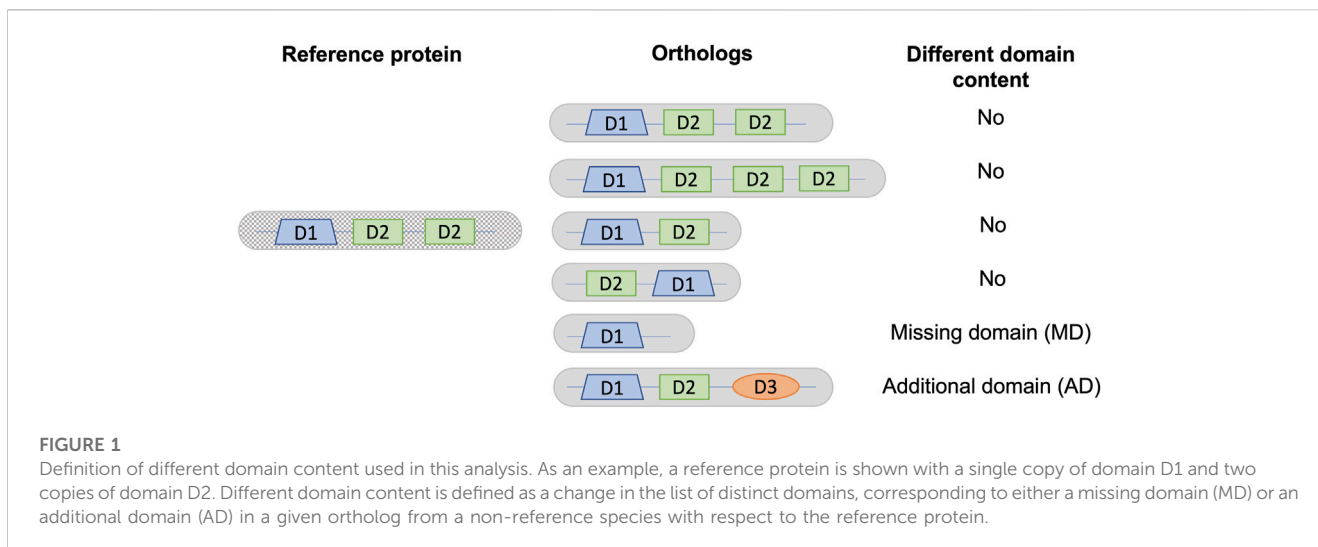 Reference protein Orthologs Different domain
content
D1 D2 D2 No
D1 D2 D2 D2 No
D1 D2 D2 D1 D2 No
D2 D1 No
D1 Missing domain (MD)
D1 D2 D3 Additional domain (AD)
FIGURE 1
Definition of different domain content used in this analysis. As an example, a reference protein is shown with a single copy of domain D1 and two
copies of domain D2. Different domain content is defined as a change in the list of distinct domains, corresponding to either a missing domain (MD) or an
additional domain (AD) in a given ortholog from a non-reference species with respect to the reference protein.